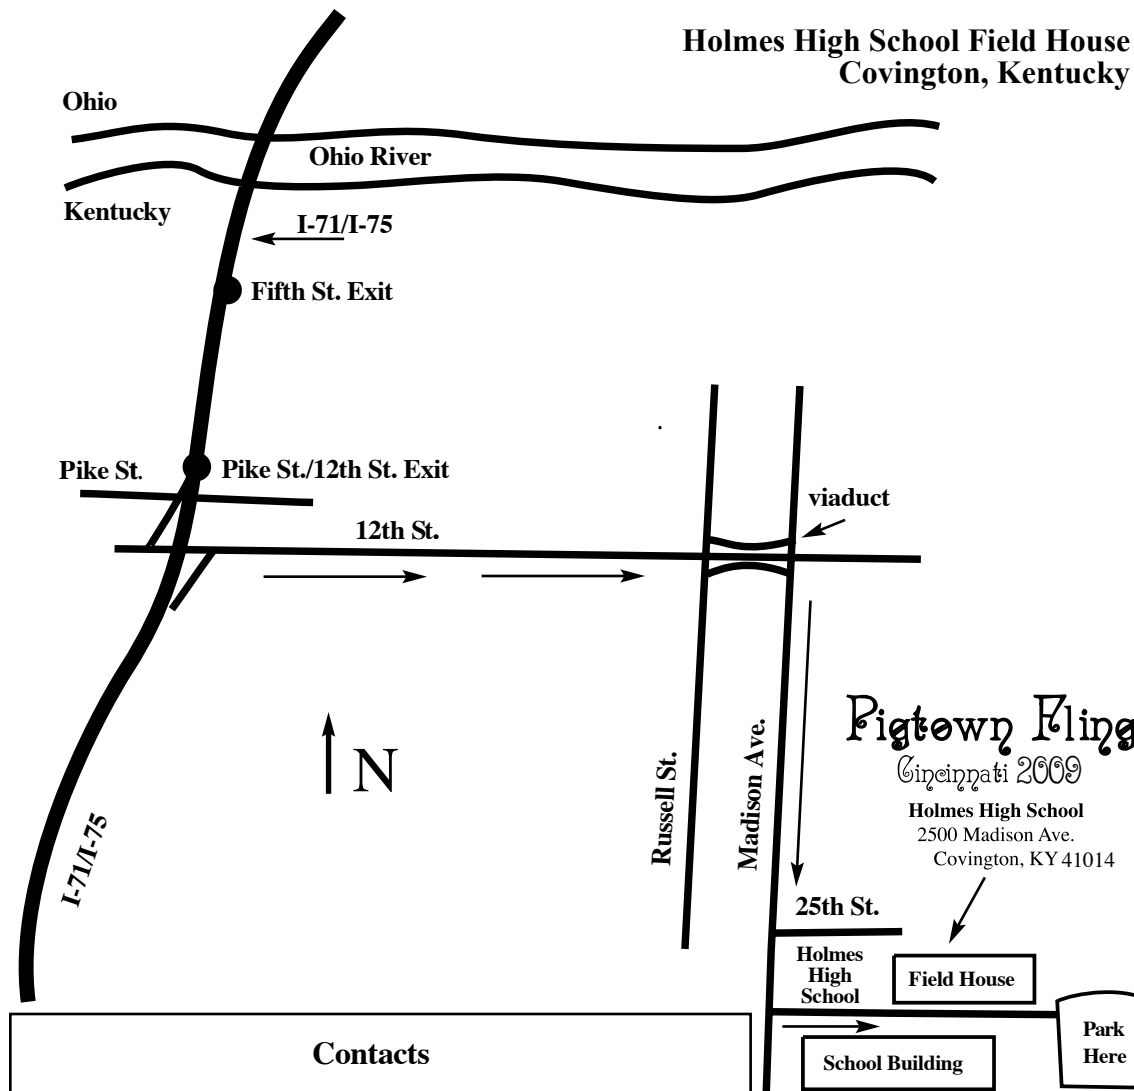 Holmes High School Field House
Covington, Kentucky
Ohio
Ohio River
Kentucky
I-71/I-75
Fifth St. Exit
Pike St.
Pike St./12th St. Exit
viaduct
12th St.
Pigtown Fling
Cincinnati 2009
Holmes High School
2500 Madison Ave.
Covington, KY 41014
N
Russell St.
Madison Ave.
I-71/I-75
25th St.
Holmes
High
School
Field House
Park
Here
School Building
Contacts